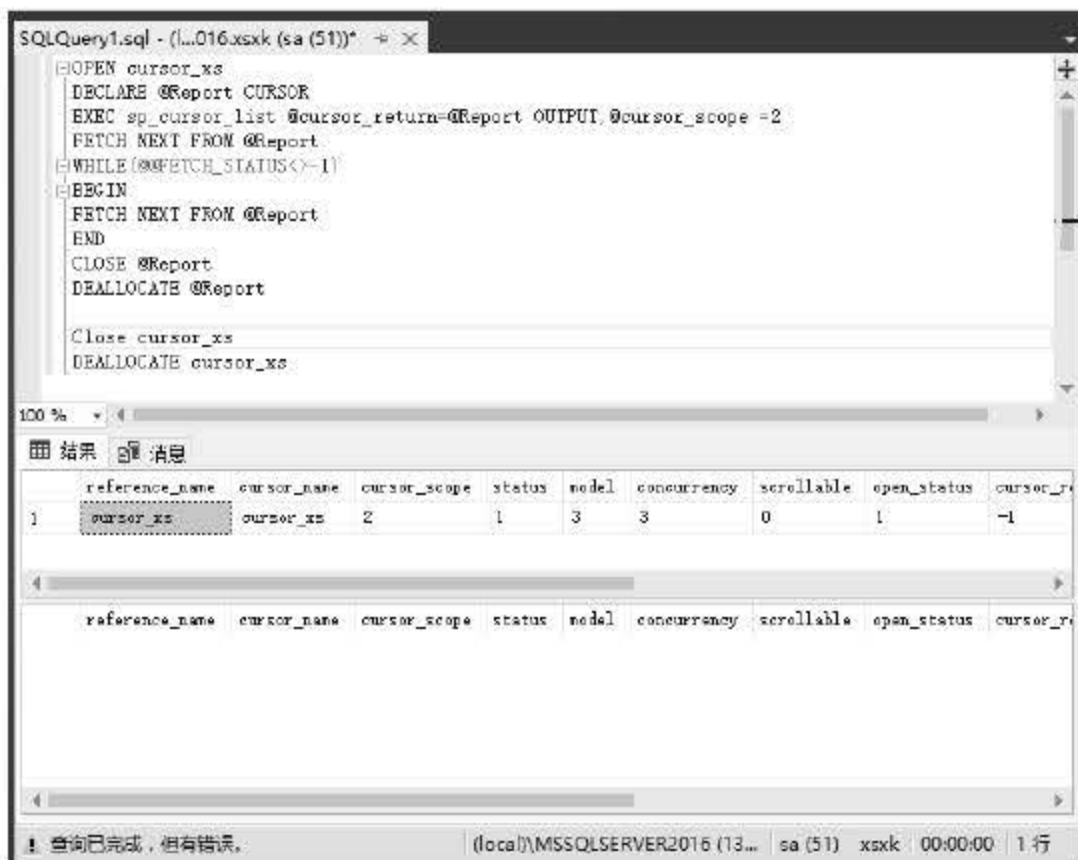 SQLQuery1.sql - (l...016.xsxk (sa (51))*
OPEN cursor_xs
DECLARE @Report CURSOR
EXEC sp_cursor_list @cursor_return=@Report OUTPUT,@cursor_scope =2
FETCH NEXT FROM @Report
WHILE(@@FETCH_STATUS<>-1)
BEGIN
FETCH NEXT FROM @Report
END
CLOSE @Report
DEALLOCATE @Report
Close cursor_xs
DEALLOCATE cursor_xs
100 %
结果 消息
reference_name cursor_name cursor_scope status model concurrency scrollable open_status cursor_r
1 cursor_xs cursor_xs 2 1 3 3 0 1 -1
reference_name cursor_name cursor_scope status model concurrency scrollable open_status cursor_r
查询已完成，但有错误。 (local)\MSSQLSERVER2016 (13... sa (51) xsxk 00:00:00 1 行